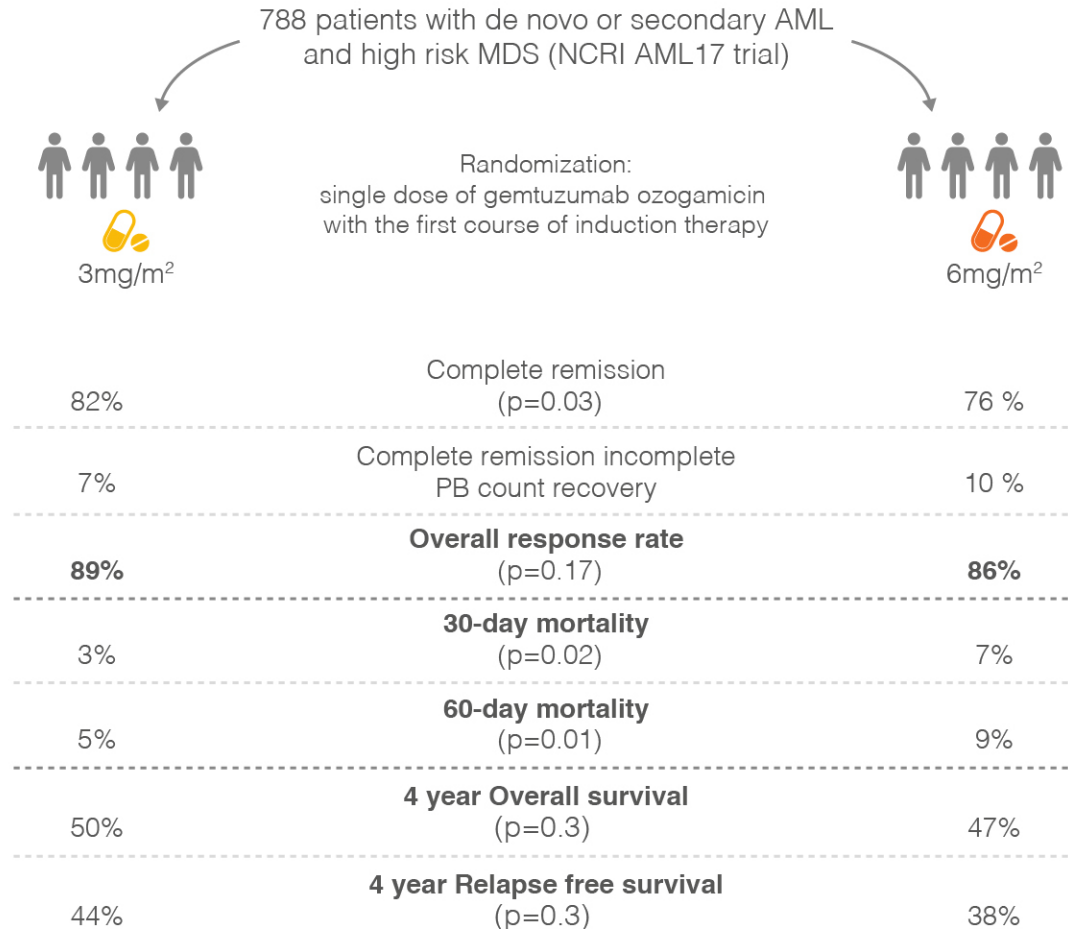 788 patients with de novo or secondary AML
and high risk MDS (NCRI AML17 trial)
Randomization:
single dose of gemtuzumab ozogamicin
with the first course of induction therapy
3mg/m²
6mg/m²
Complete remission
82% (p=0.03) 76 %
Complete remission incomplete
7% PB count recovery 10 %
Overall response rate
89% (p=0.17) 86%
30-day mortality
3% (p=0.02) 7%
60-day mortality
5% (p=0.01) 9%
4 year Overall survival
50% (p=0.3) 47%
4 year Relapse free survival
44% (p=0.3) 38%